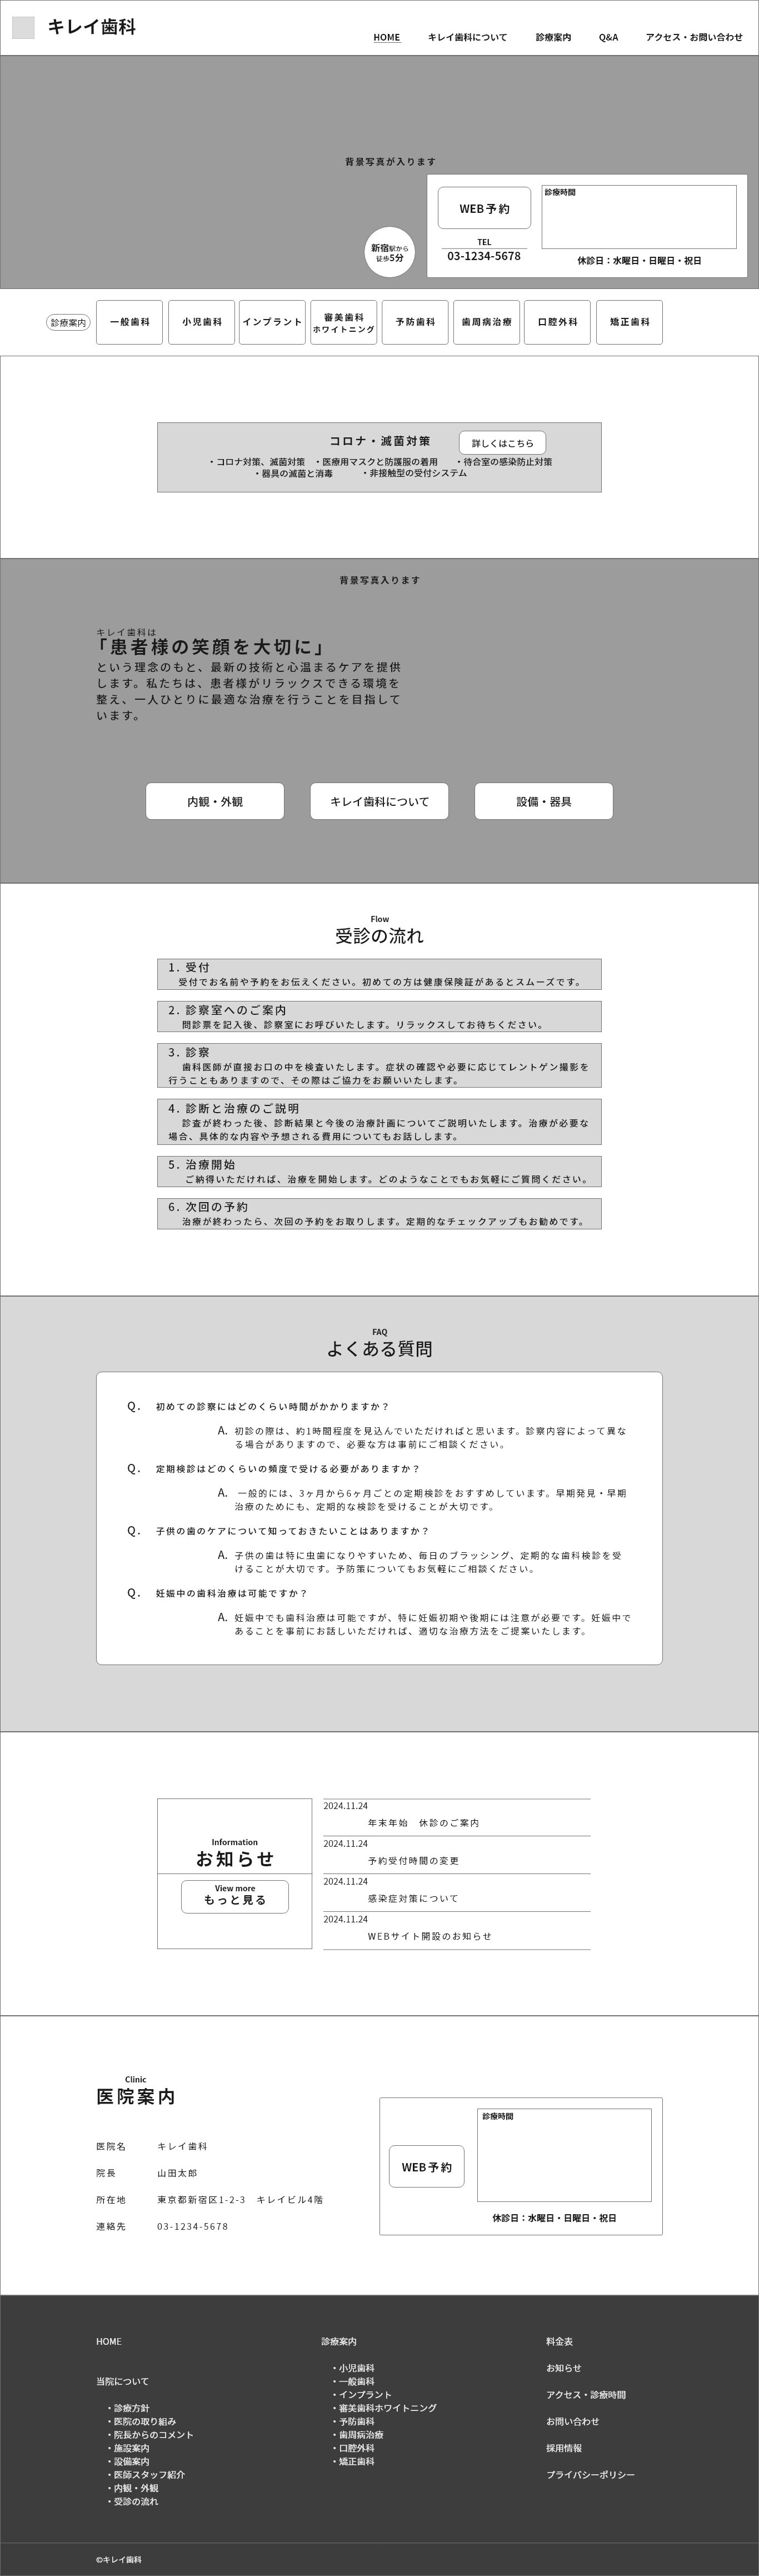 キレイ歯科
HOME
キレイ歯科について
診療案内
Q&A
アクセス・お問い合わせ
背景写真が入ります
新宿駅から
徒歩5分
WEB予約
TEL
03-1234-5678
診療時間
休診日：水曜日・日曜日・祝日
診療案内
一般歯科
小児歯科
インプラント
審美歯科
ホワイトニング
予防歯科
歯周病治療
口腔外科
矯正歯科
コロナ・滅菌対策
詳しくはこちら
・コロナ対策、滅菌対策　・医療用マスクと防護服の着用　・待合室の感染防止対策
・器具の滅菌と消毒　・非接触型の受付システム
背景写真入ります
キレイ歯科は
「患者様の笑顔を大切に」
という理念のもと、最新の技術と心温まるケアを提供
します。私たちは、患者様がリラックスできる環境を
整え、一人ひとりに最適な治療を行うことを目指して
います。
内観・外観
キレイ歯科について
設備・器具
Flow
受診の流れ
1. 受付
受付でお名前や予約をお伝えください。初めての方は健康保険証があるとスムーズです。
2. 診察室へのご案内
問診票を記入後、診察室にお呼びいたします。リラックスしてお待ちください。
3. 診察
歯科医師が直接お口の中を検査いたします。症状の確認や必要に応じてレントゲン撮影を
行うこともありますので、その際はご協力をお願いいたします。
4. 診断と治療のご説明
診査が終わった後、診断結果と今後の治療計画についてご説明いたします。治療が必要な
場合、具体的な内容や予想される費用についてもお話しします。
5. 治療開始
ご納得いただければ、治療を開始します。どのようなことでもお気軽にご質問ください。
6. 次回の予約
治療が終わったら、次回の予約をお取りします。定期的なチェックアップもお勧めです。
FAQ
よくある質問
Q. 初めての診察にはどのくらい時間がかかりますか？
A. 初診の際は、約1時間程度を見込んでいただければと思います。診察内容によって異な
る場合がありますので、必要な方は事前にご相談ください。
Q. 定期検診はどのくらいの頻度で受ける必要がありますか？
A. 一般的には、3ヶ月から6ヶ月ごとの定期検診をおすすめしています。早期発見・早期
治療のためにも、定期的な検診を受けることが大切です。
Q. 子供の歯のケアについて知っておきたいことはありますか？
A. 子供の歯は特に虫歯になりやすいため、毎日のブラッシング、定期的な歯科検診を受
けることが大切です。予防策についてもお気軽にご相談ください。
Q. 妊娠中の歯科治療は可能ですか？
A. 妊娠中でも歯科治療は可能ですが、特に妊娠初期や後期には注意が必要です。妊娠中で
あることを事前にお話しいただければ、適切な治療方法をご提案いたします。
Information
お知らせ
View more
もっと見る
2024.11.24
年末年始　休診のご案内
2024.11.24
予約受付時間の変更
2024.11.24
感染症対策について
2024.11.24
WEBサイト開設のお知らせ
Clinic
医院案内
医院名　キレイ歯科
院長　山田太郎
所在地　東京都新宿区1-2-3　キレイビル4階
連絡先　03-1234-5678
WEB予約
診療時間
休診日：水曜日・日曜日・祝日
HOME
当院について
・診療方針
・医院の取り組み
・院長からのコメント
・施設案内
・設備案内
・医師スタッフ紹介
・内観・外観
・受診の流れ
診療案内
・小児歯科
・一般歯科
・インプラント
・審美歯科ホワイトニング
・予防歯科
・歯周病治療
・口腔外科
・矯正歯科
料金表
お知らせ
アクセス・診療時間
お問い合わせ
採用情報
プライバシーポリシー
©キレイ歯科